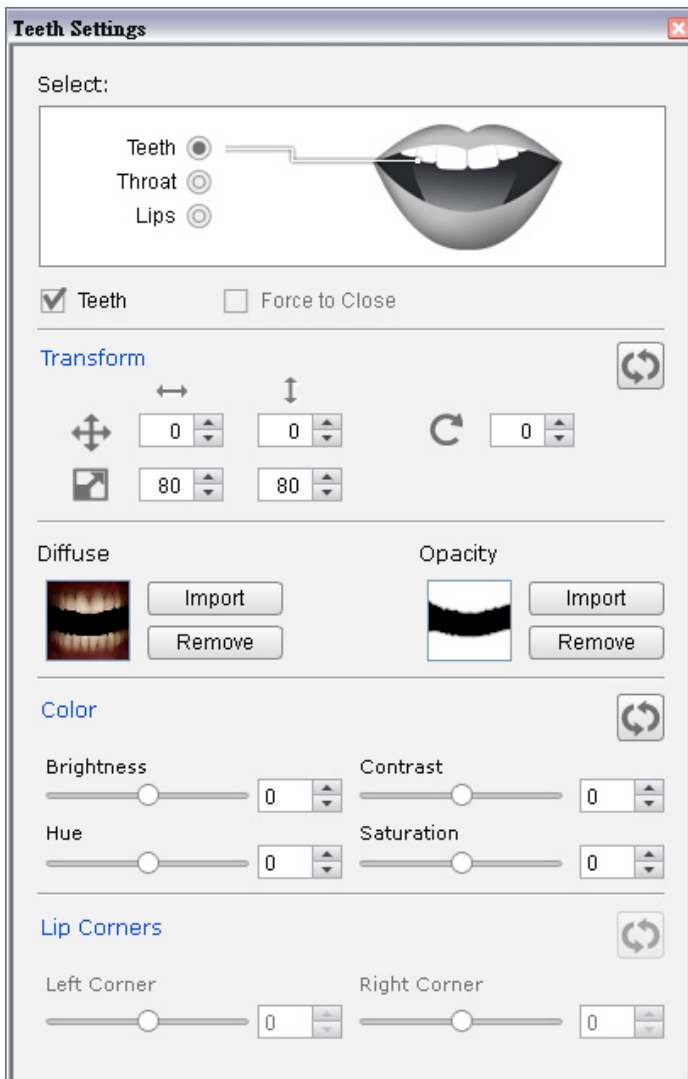 Teeth Settings
Select:
Teeth
Throat
Lips
Teeth Force to Close
Transform
0 0 0
80 80
Diffuse Opacity
Import Import
Remove Remove
Color
Brightness Contrast
0 0
Hue Saturation
0 0
Lip Corners
Left Corner Right Corner
0 0